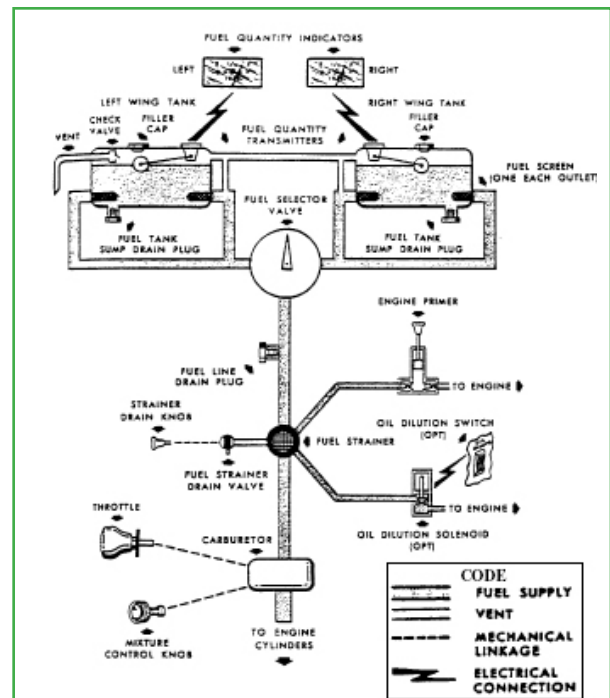 FUEL QUANTITY INDICATORS
LEFT
RIGHT
LEFT WING TANK
RIGHT WING TANK
CHECK
VALVE
FILLER
CAP
FILLER
CAP
VENT
FUEL QUANTITY
TRANSMITTERS
FUEL SCREEN
(ONE EACH OUTLET)
FUEL SELECTOR
VALVE
FUEL TANK
SUMP DRAIN PLUG
FUEL TANK
SUMP DRAIN PLUG
ENGINE PRIMER
FUEL LINE
DRAIN PLUG
TO ENGINE
STRAINER
DRAIN KNOB
OIL DILUTION SWITCH
(OPT)
FUEL STRAINER
FUEL STRAINER
DRAIN VALVE
TO ENGINE
THROTTLE
CARBURETOR
OIL DILUTION SOLENOID
(OPT)
MIXTURE
CONTROL KNOB
TO ENGINE
CYLINDERS
CODE
FUEL SUPPLY
VENT
MECHANICAL
LINKAGE
ELECTRICAL
CONNECTION